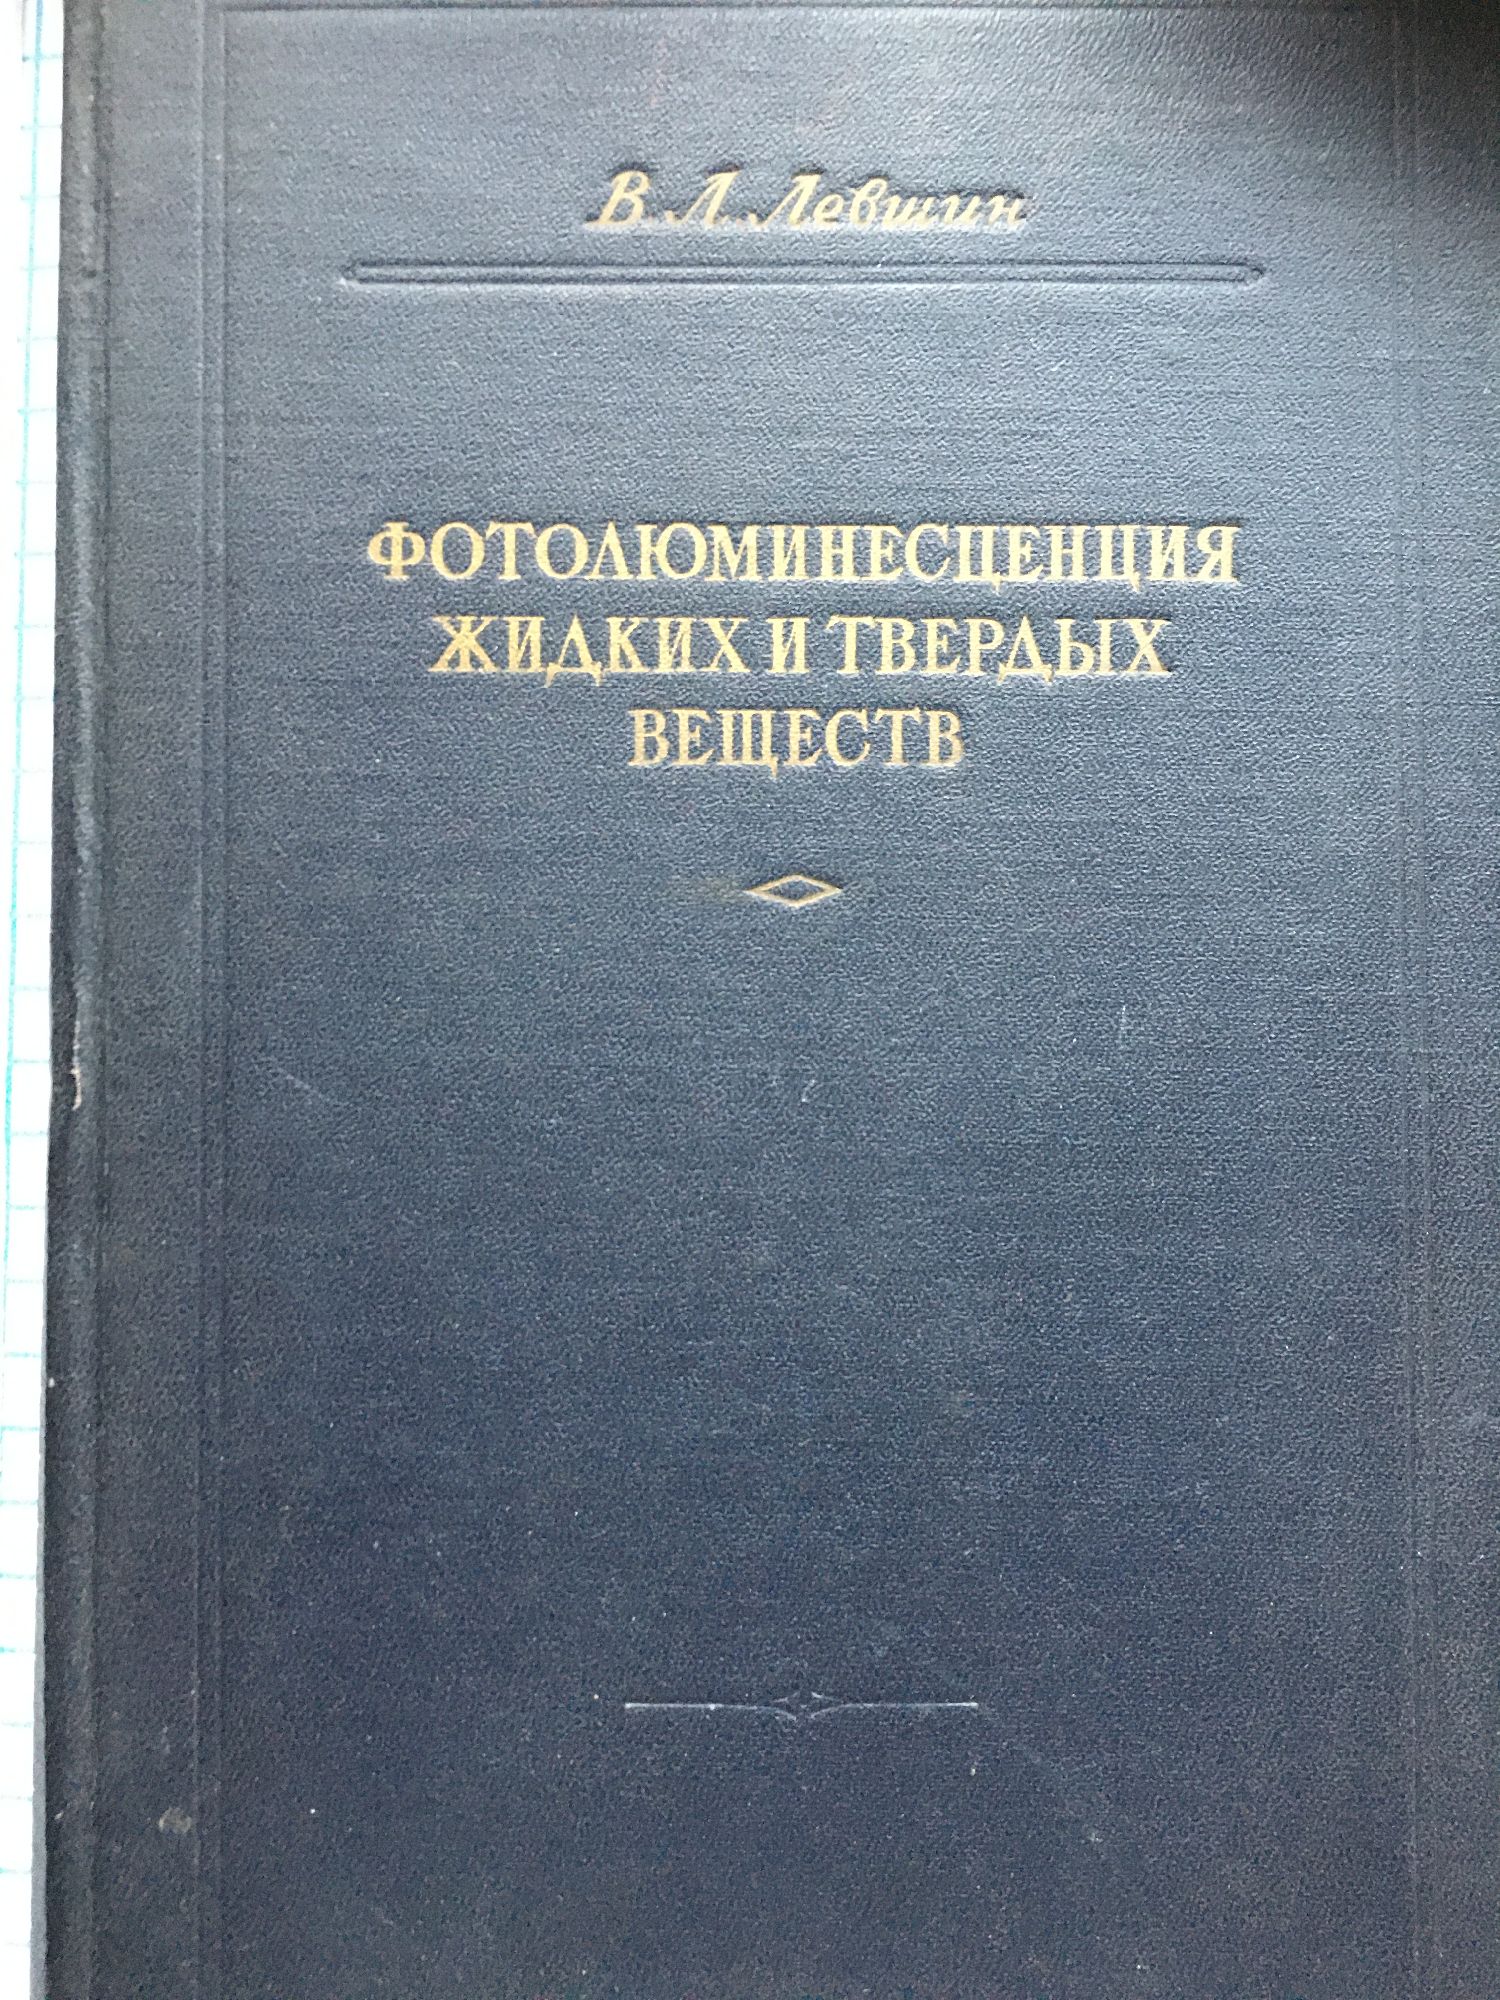 В. Л. Левшин
ФОТОЛЮМИНЕСЦЕНЦИЯ
ЖИДКИХ И ТВЕРДЫХ
ВЕЩЕСТВ